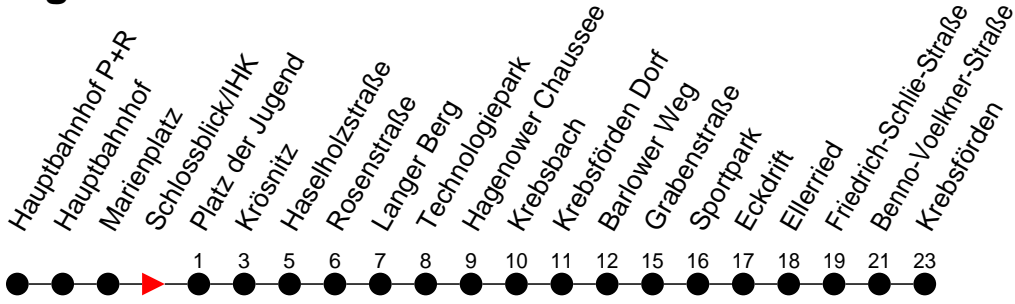 Hauptbahnhof P+R
Hauptbahnhof
Marienplatz
Schlossblick/IHK
Platz der Jugend
Krösnitz
Haselholzstraße
Rosenstraße
Langer Berg
Technologiepark
Hagenower Chaussee
Krebsbach
Krebsförden Dorf
Barlower Weg
Grabenstraße
Sportpark
Eckdrift
Ellerried
Friedrich-Schlie-Straße
Benno-Voelkner-Straße
Krebsförden
1 3 5 6 7 8 9 10 11 12 15 16 17 18 19 21 23